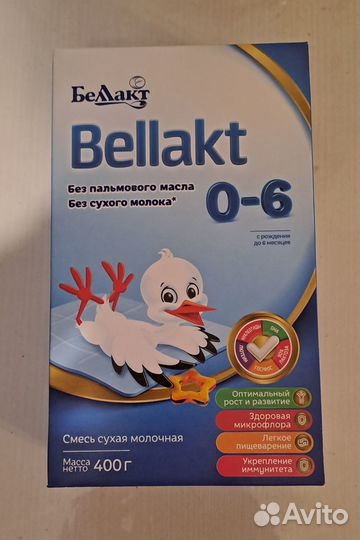 Беллакт
Bellakt
Без пальмового масла
Без сухого молока*
0-6
с рождения
до 6 месяцев
Оптимальный
рост и развитие
Здоровая
микрофлора
Легкое
пищеварение
Укрепление
иммунитета
Смесь сухая молочная
Масса
нетто 400 г
Avito